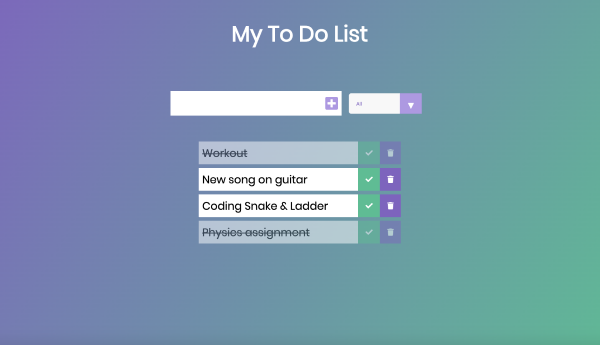 My To Do List
All
Workout
New song on guitar
Coding Snake & Ladder
Physics assignment